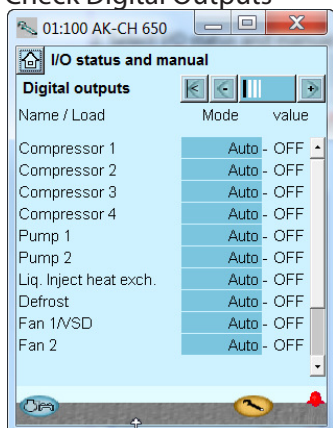 Check Digital Outputs
01:100 AK-CH 650
I/O status and manual
Digital outputs
Name / Load Mode value
Compressor 1 Auto - OFF
Compressor 2 Auto - OFF
Compressor 3 Auto - OFF
Compressor 4 Auto - OFF
Pump 1 Auto - OFF
Pump 2 Auto - OFF
Liq. Inject heat exch. Auto - OFF
Defrost Auto - OFF
Fan 1/VSD Auto - OFF
Fan 2 Auto - OFF